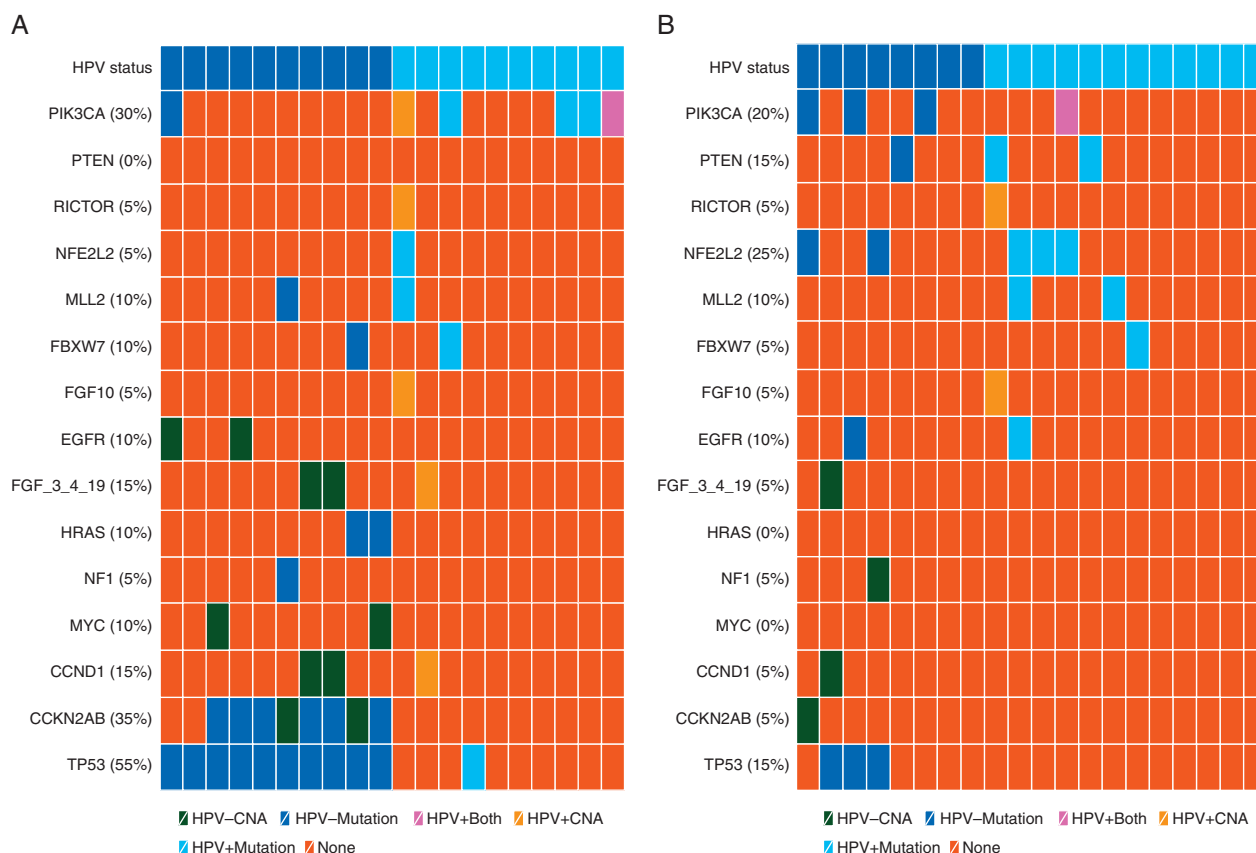 A
HPV status
PIK3CA (30%)
PTEN (0%)
RICTOR (5%)
NFE2L2 (5%)
MLL2 (10%)
FBXW7 (10%)
FGF10 (5%)
EGFR (10%)
FGF_3_4_19 (15%)
HRAS (10%)
NF1 (5%)
MYC (10%)
CCND1 (15%)
CCKN2AB (35%)
TP53 (55%)
HPV–CNA HPV–Mutation HPV+Both HPV+CNA
HPV+Mutation None
B
HPV status
PIK3CA (20%)
PTEN (15%)
RICTOR (5%)
NFE2L2 (25%)
MLL2 (10%)
FBXW7 (5%)
FGF10 (5%)
EGFR (10%)
FGF_3_4_19 (5%)
HRAS (0%)
NF1 (5%)
MYC (0%)
CCND1 (5%)
CCKN2AB (5%)
TP53 (15%)
HPV–CNA HPV–Mutation HPV+Both HPV+CNA
HPV+Mutation None